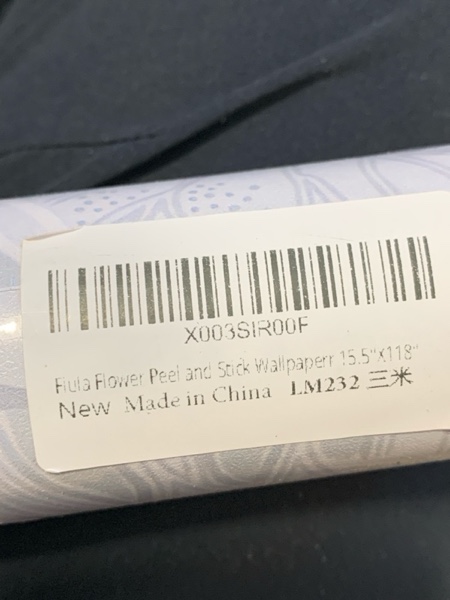 X003SIR00F
Fiula Flower Peel and Stick Wallpaperr 15.5"X118"
New Made in China LM232 三米